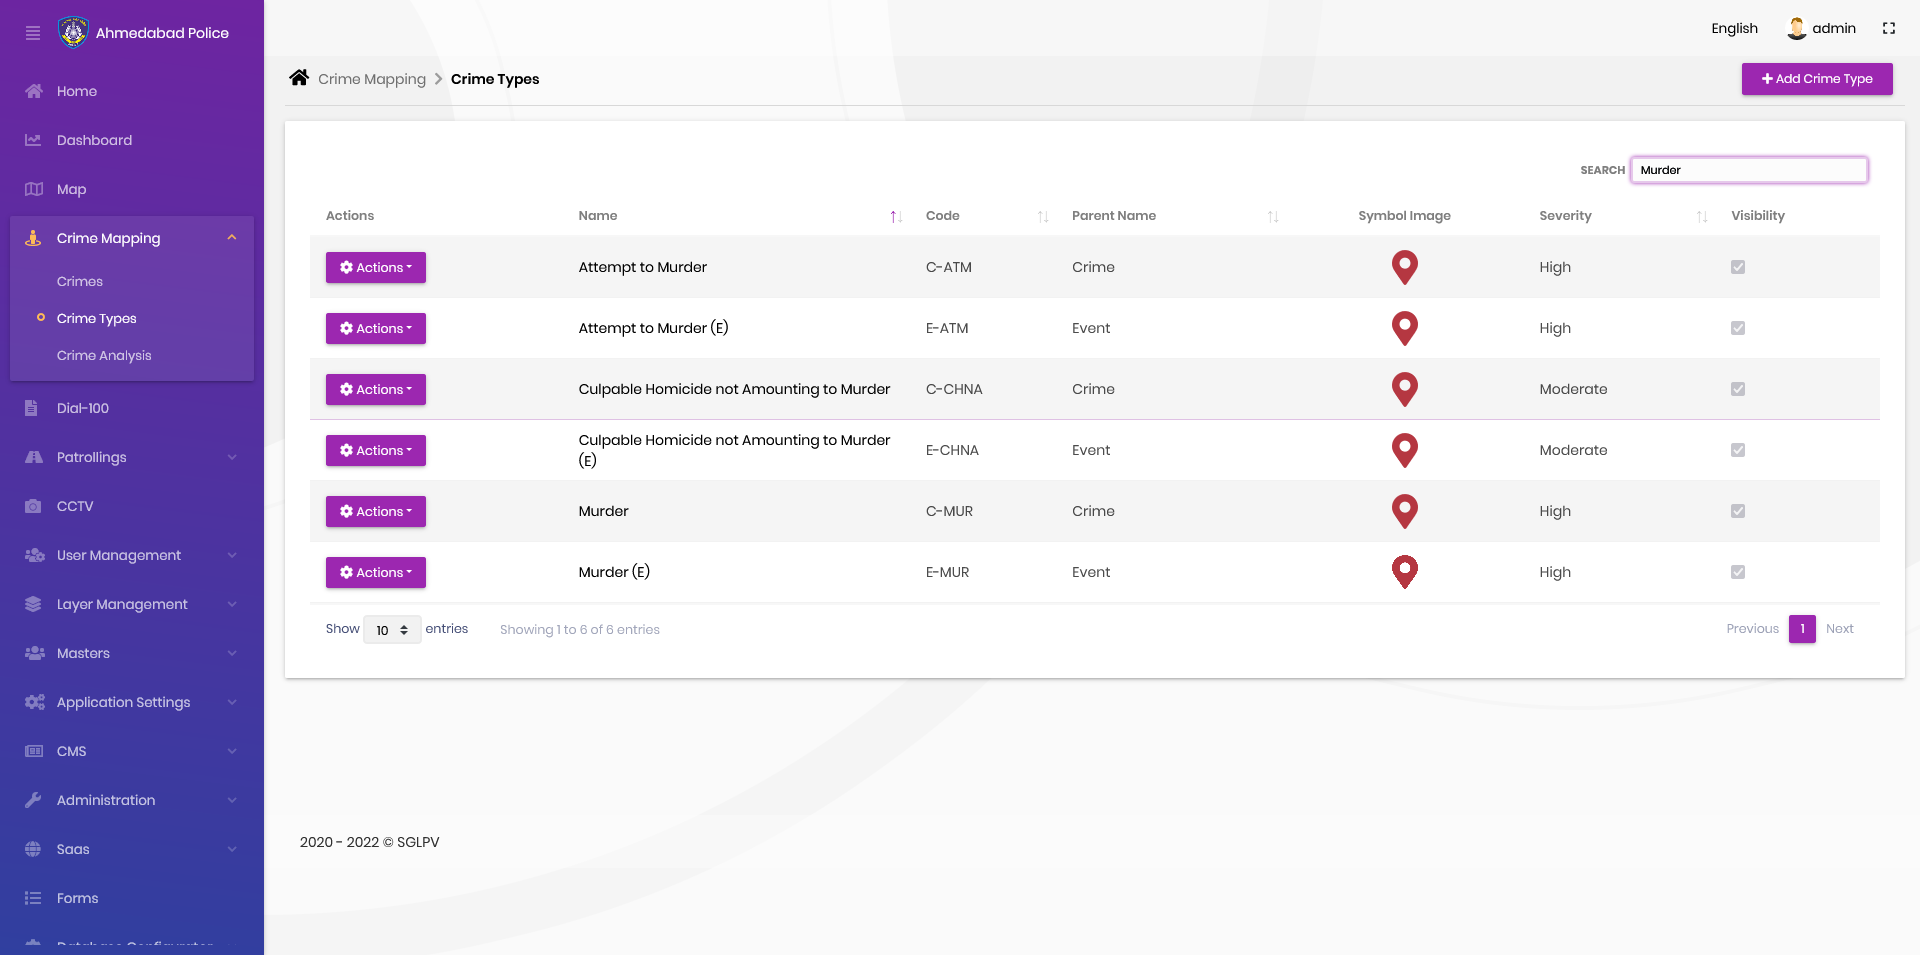 Ahmedabad Police
Home
Dashboard
Map
Crime Mapping
Crimes
Crime Types
Crime Analysis
Dial-100
Patrollings
CCTV
User Management
Layer Management
Masters
Application Settings
CMS
Administration
Saas
Forms
Database Configurator
English
admin
Crime Mapping > Crime Types
+ Add Crime Type
SEARCH Murder
Actions Name Code Parent Name Symbol Image Severity Visibility
Actions Attempt to Murder C-ATM Crime High
Actions Attempt to Murder (E) E-ATM Event High
Actions Culpable Homicide not Amounting to Murder C-CHNA Crime Moderate
Actions Culpable Homicide not Amounting to Murder (E) E-CHNA Event Moderate
Actions Murder C-MUR Crime High
Actions Murder (E) E-MUR Event High
Show 10 entries Showing 1 to 6 of 6 entries Previous 1 Next
2020 - 2022 © SGLPV